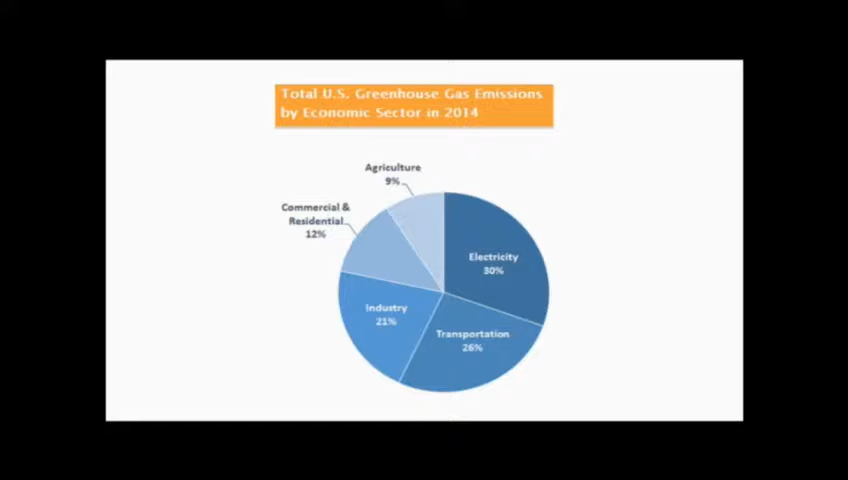 Total U.S. Greenhouse Gas Emissions
by Economic Sector in 2014
Agriculture
9%
Commercial &
Residential
12%
Electricity
30%
Industry
21%
Transportation
26%